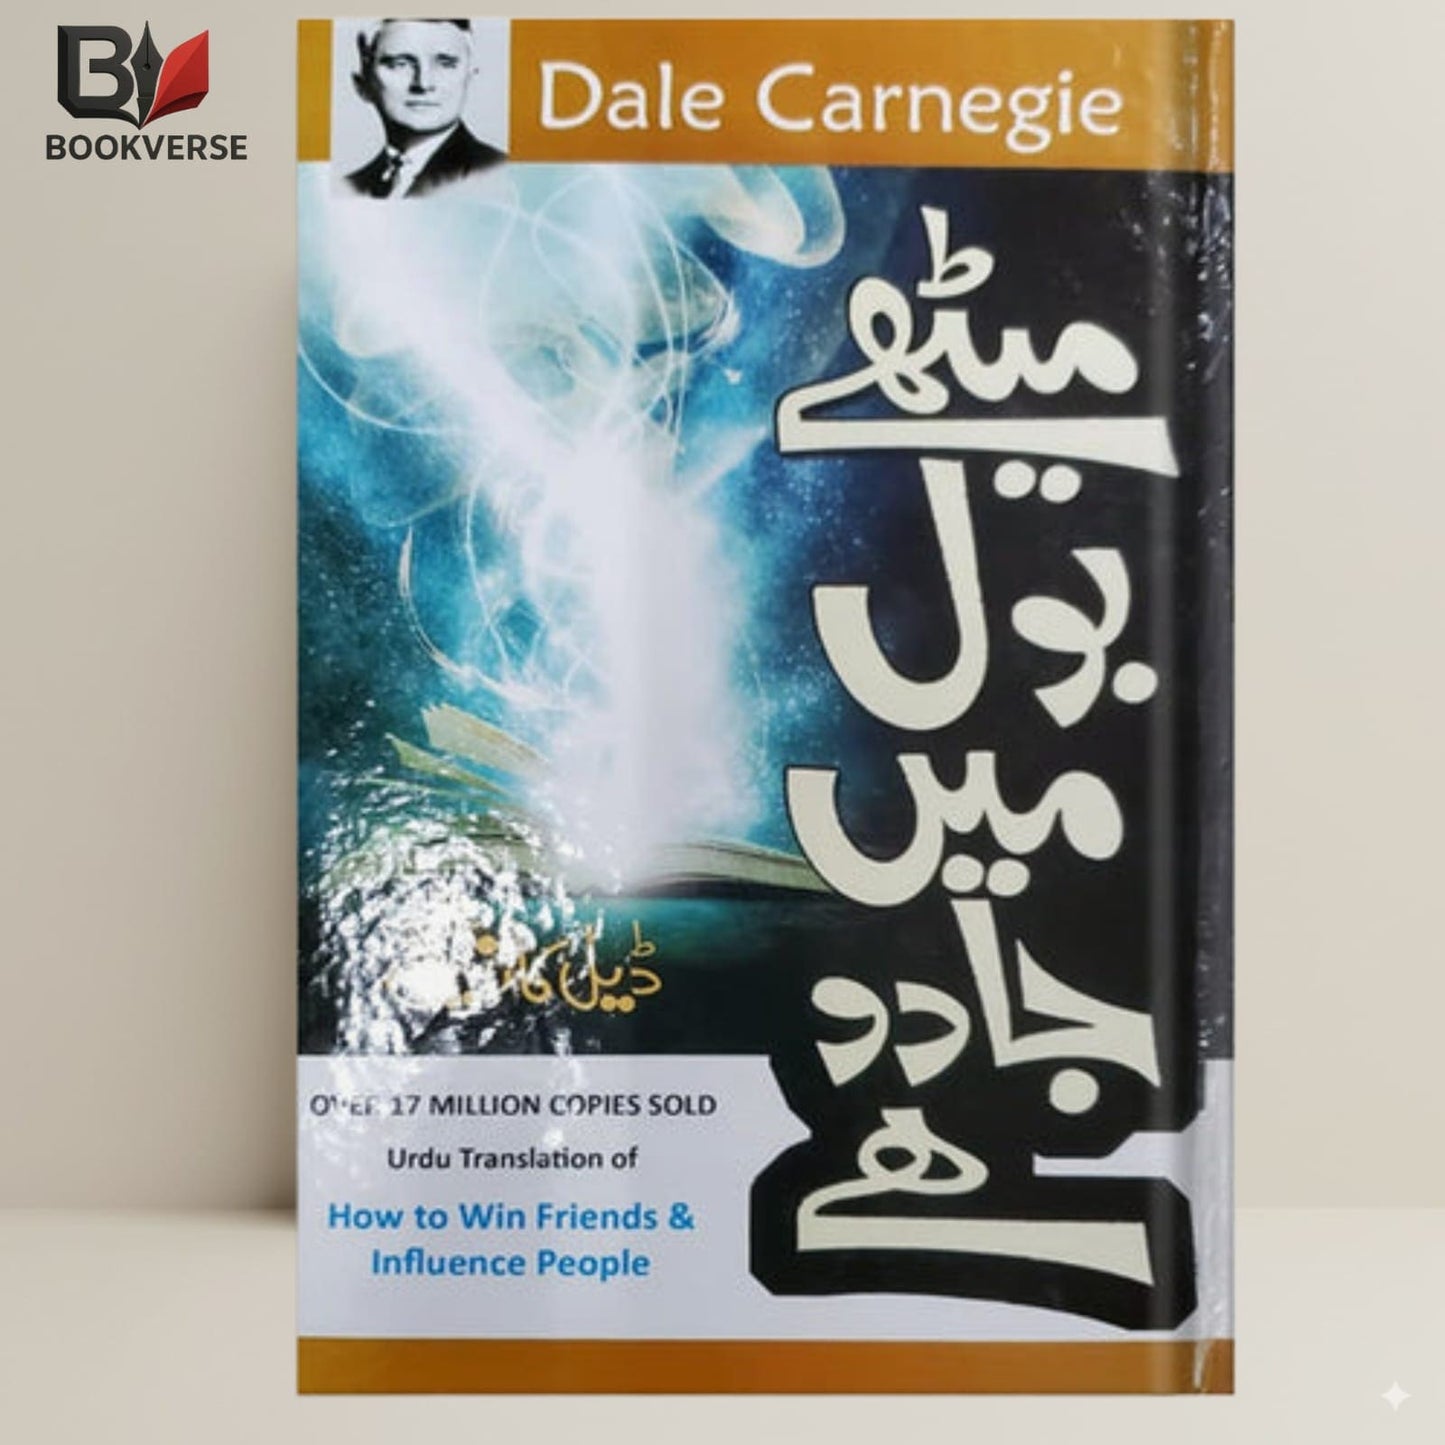 BOOKVERSE
Dale Carnegie
میٹھے
بول
میں
جادو
ھے
ڈیل کارنیگی
OVER 17 MILLION COPIES SOLD
Urdu Translation of
How to Win Friends &
Influence People